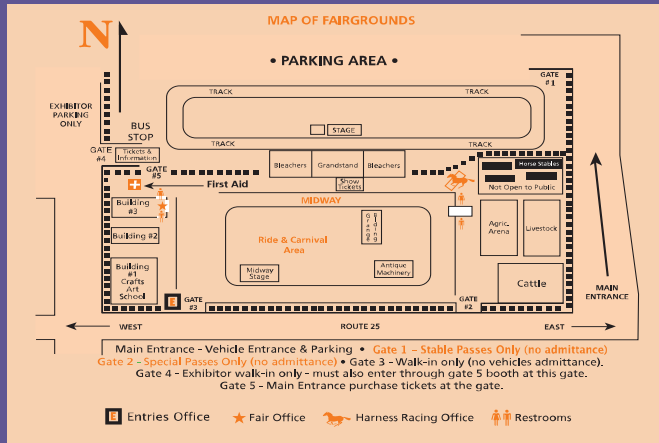 MAP OF FAIRGROUNDS
N
• PARKING AREA •
GATE
#1
TRACK
TRACK
EXHIBITOR
PARKING
ONLY
BUS
STOP
STAGE
TRACK
TRACK
GATE
#4
Tickets &
Information
GATE
#5
Bleachers
Grandstand
Bleachers
Horse Stables
Not Open to Public
First Aid
Show
Tickets
MIDWAY
Building
#3
Building #2
Building
#1
Crafts
Art
School
Ride & Carnival
Area
Grange
Bilding
Midway
Stage
Antique
Machinery
Agric.
Arena
Livestock
Cattle
MAIN
ENTRANCE
E
GATE
#3
GATE
#2
WEST
ROUTE 25
EAST
Main Entrance - Vehicle Entrance & Parking • Gate 1 - Stable Passes Only (no admittance)
Gate 2 - Special Passes Only (no admittance) • Gate 3 - Walk-in only (no vehicles admitted).
Gate 4 - Exhibitor walk-in only - must also enter through gate 5 booth at this gate.
Gate 5 - Main Entrance purchase tickets at the gate.
E Entries Office
Fair Office
Harness Racing Office
Restrooms